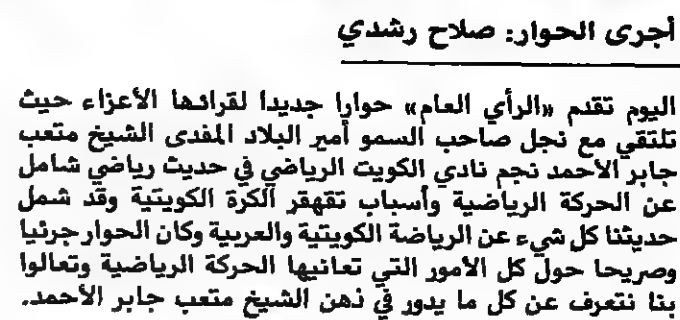 أجرى الحوار: صلاح رشدي
اليوم تقدم «الرأي العام» حوارا جديدا لقرائها الأعزاء حيث
تلتقي مع نجل صاحب السمو أمير البلاد المفدى الشيخ متعب
جابر الأحمد نجم نادي الكويت الرياضي في حديث رياضي شامل
عن الحركة الرياضية وأسباب تقهقر الكرة الكويتية وقد شمل
حديثنا كل شيء عن الرياضة الكويتية والعربية وكان الحوار جرئيا
وصريحا حول كل الأمور التي تعانيها الحركة الرياضية وتعالوا
بنا نتعرف عن كل ما يدور في ذهن الشيخ متعب جابر الأحمد.